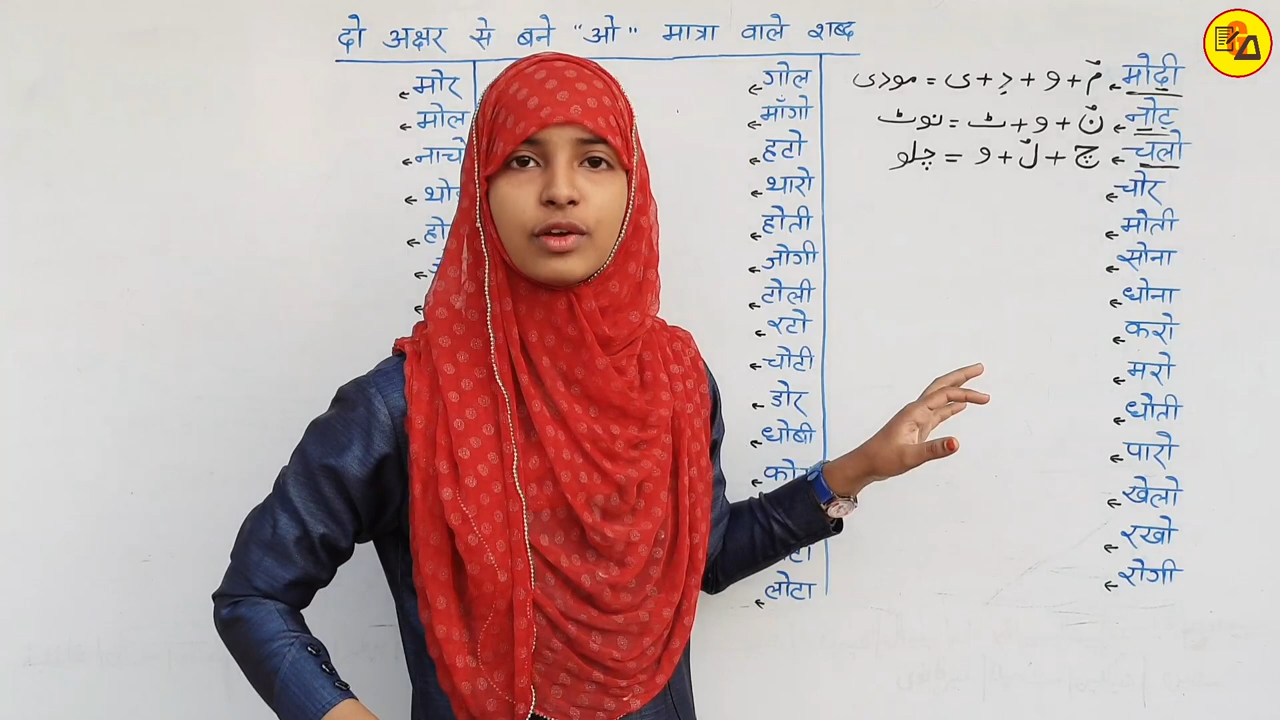 दो अक्षर से बने "ओ" मात्रा वाले शब्द
मोर
मोल
नाचो
गोल
माँगो
हटो
थारो
होती
जोगी
टोली
रटो
चोटी
डोर
धोबी
लोटा
मोदी ← مَ + و + دِ + ی = مودی
नोट ← نَ + و + ٹ = نوٹ
चलो ← چ + لَ + و = چلو
चोर
मोती
सोना
धोना
करो
मरो
धोती
पारो
खेलो
रखो
रोगी